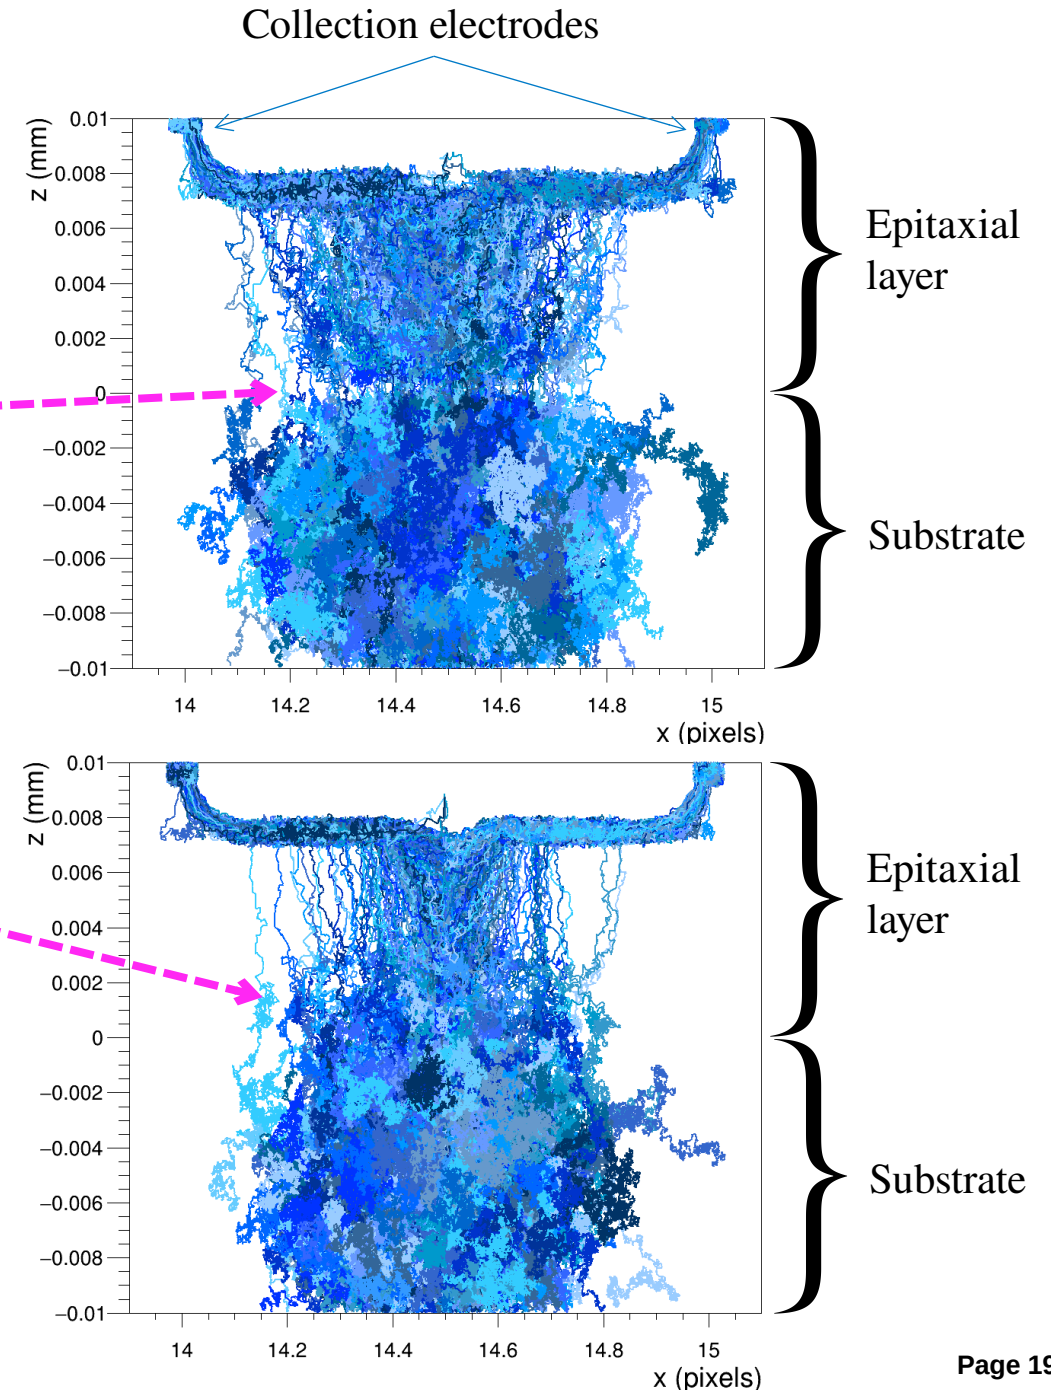 Collection electrodes
z (mm)
0.01
0.008
0.006
0.004
0.002
0
−0.002
−0.004
−0.006
−0.008
−0.01
14
14.2
14.4
14.6
14.8
15
x (pixels)
Epitaxial
layer
Substrate
z (mm)
0.01
0.008
0.006
0.004
0.002
0
−0.002
−0.004
−0.006
−0.008
−0.01
14
14.2
14.4
14.6
14.8
15
x (pixels)
Epitaxial
layer
Substrate
Page 19